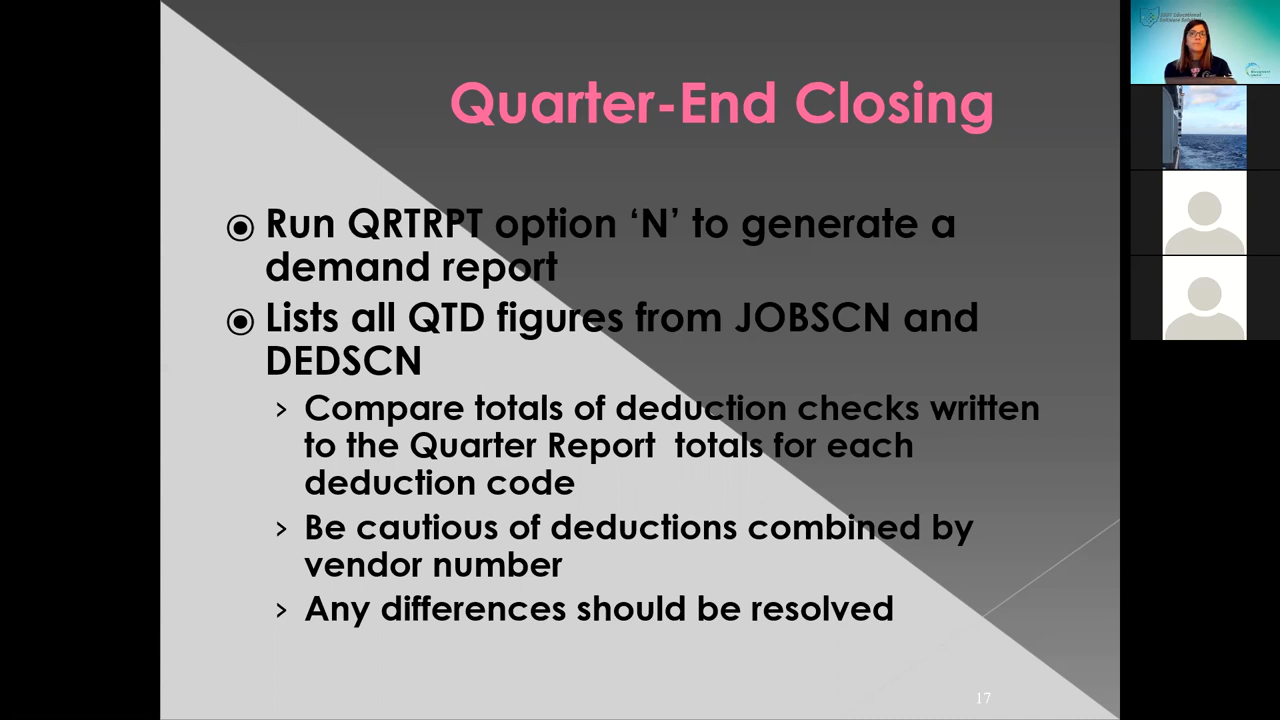 Quarter-End Closing
Run QRTRPT option ‘N’ to generate a
demand report
Lists all QTD figures from JOBSCN and
DEDSCN
Compare totals of deduction checks written
to the Quarter Report totals for each
deduction code
Be cautious of deductions combined by
vendor number
Any differences should be resolved
17